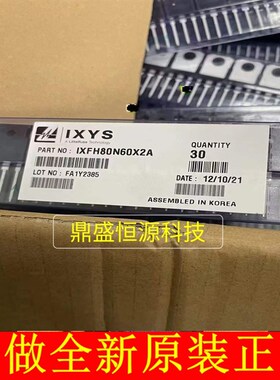 IXYS
A Littelfuse Technology
PART NO : IXFH80N60X2A
QUANTITY
30
LOT NO : FA1Y2385
DATE : 12/10/21
ASSEMBLED IN KOREA
鼎盛恒源科技
做全新原装正